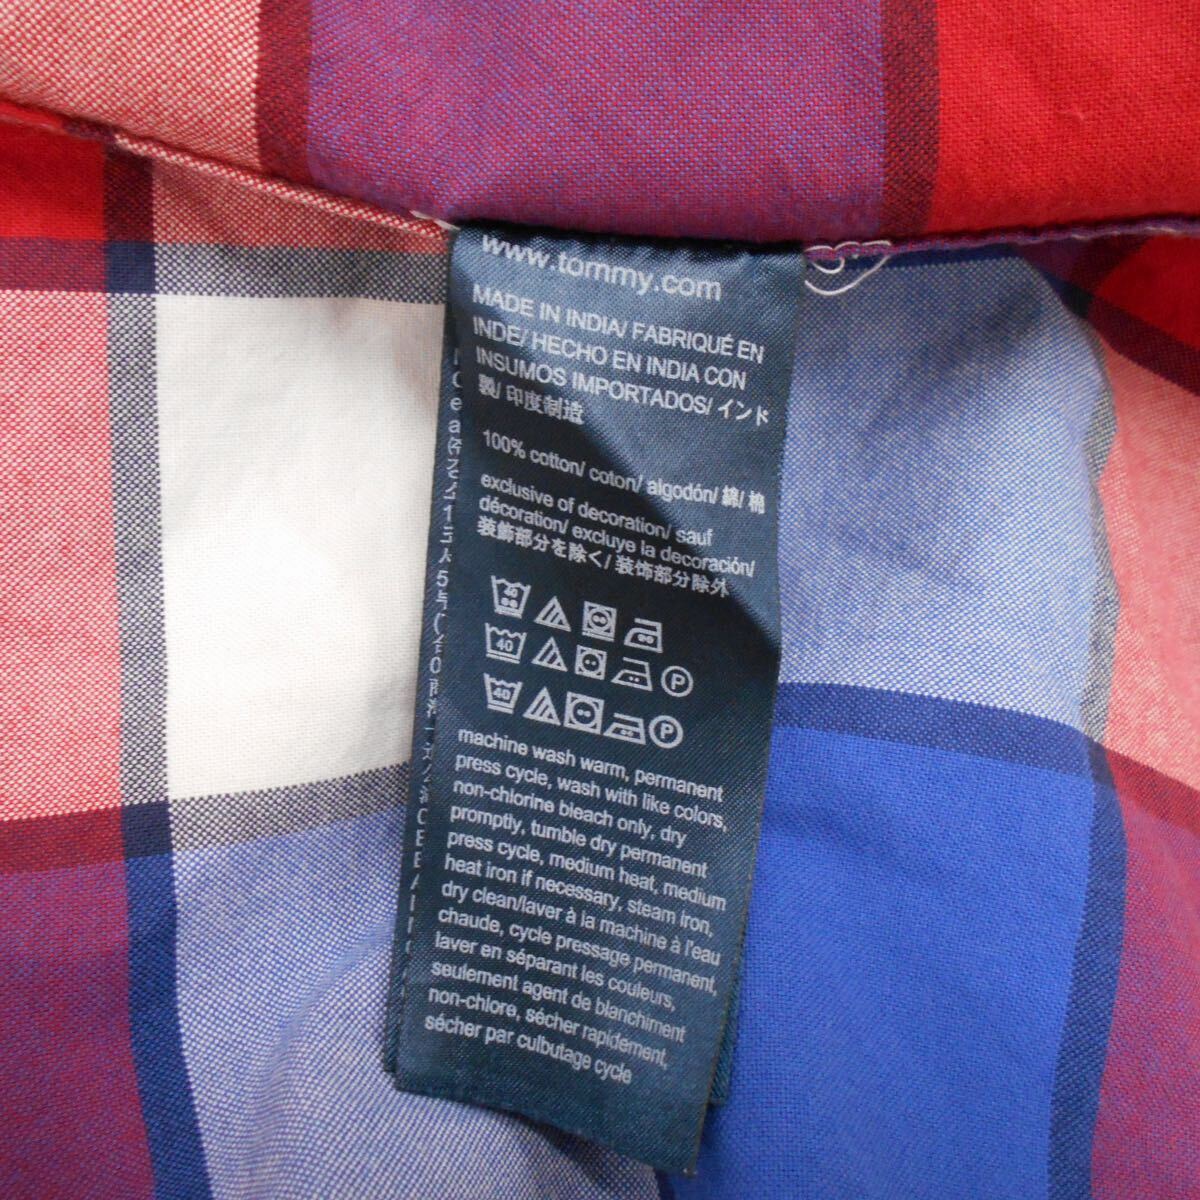 www.tommy.com
MADE IN INDIA/ FABRIQUÉ EN
INDE/ HECHO EN INDIA CON
INSUMOS IMPORTADOS/ インド
製/ 印度制造
100% cotton/ coton/ algodón/ 綿/ 棉
exclusive of decoration/ sauf
décoration/ excluye la decoración/
装飾部分を除く/ 装饰部分除外
40
40 P
40 P
machine wash warm, permanent
press cycle, wash with like colors,
non-chlorine bleach only, dry
promptly, tumble dry permanent
press cycle, medium heat, medium
heat iron if necessary, steam iron,
dry clean/laver à la machine à l'eau
chaude, cycle pressage permanent,
laver en séparant les couleurs,
seulement agent de blanchiment
non-chlore, sécher rapidement,
sécher par culbutage cycle